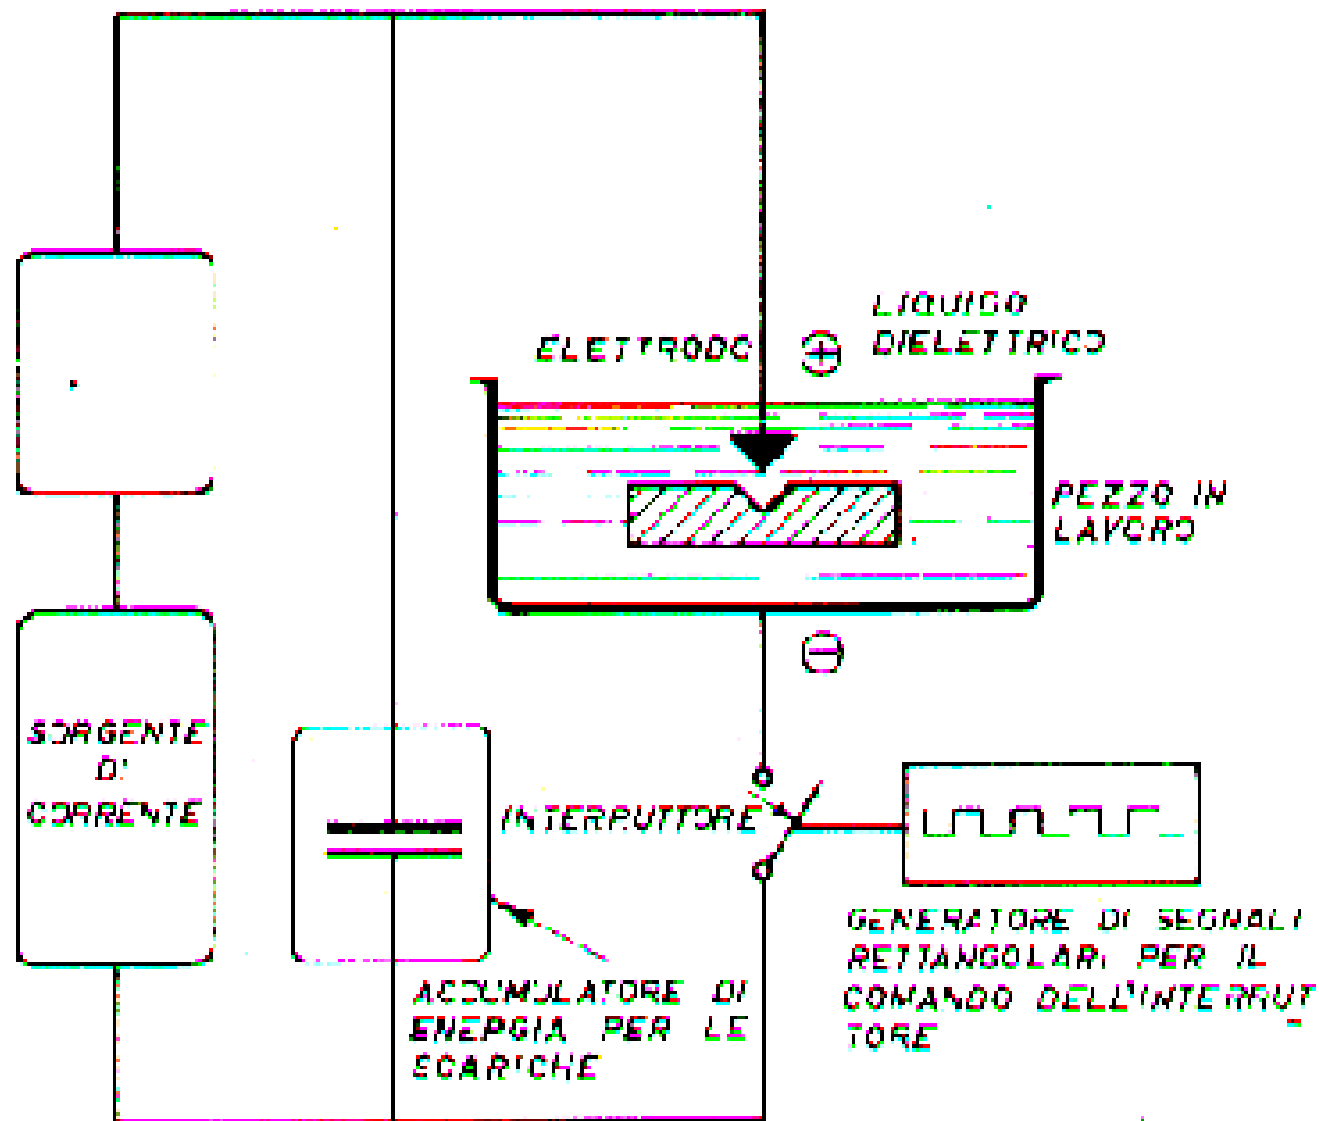 LIQUIDO
DIELETTRICO
ELETTRODO
+
PEZZO IN
LAVORO
−
SORGENTE
DI
CORRENTE
INTERRUTTORE
GENERATORE DI SEGNALI
RETTANGOLARI PER IL
COMANDO DELL'INTERRUT
TORE
ACCUMULATORE DI
ENERGIA PER LE
SCARICHE